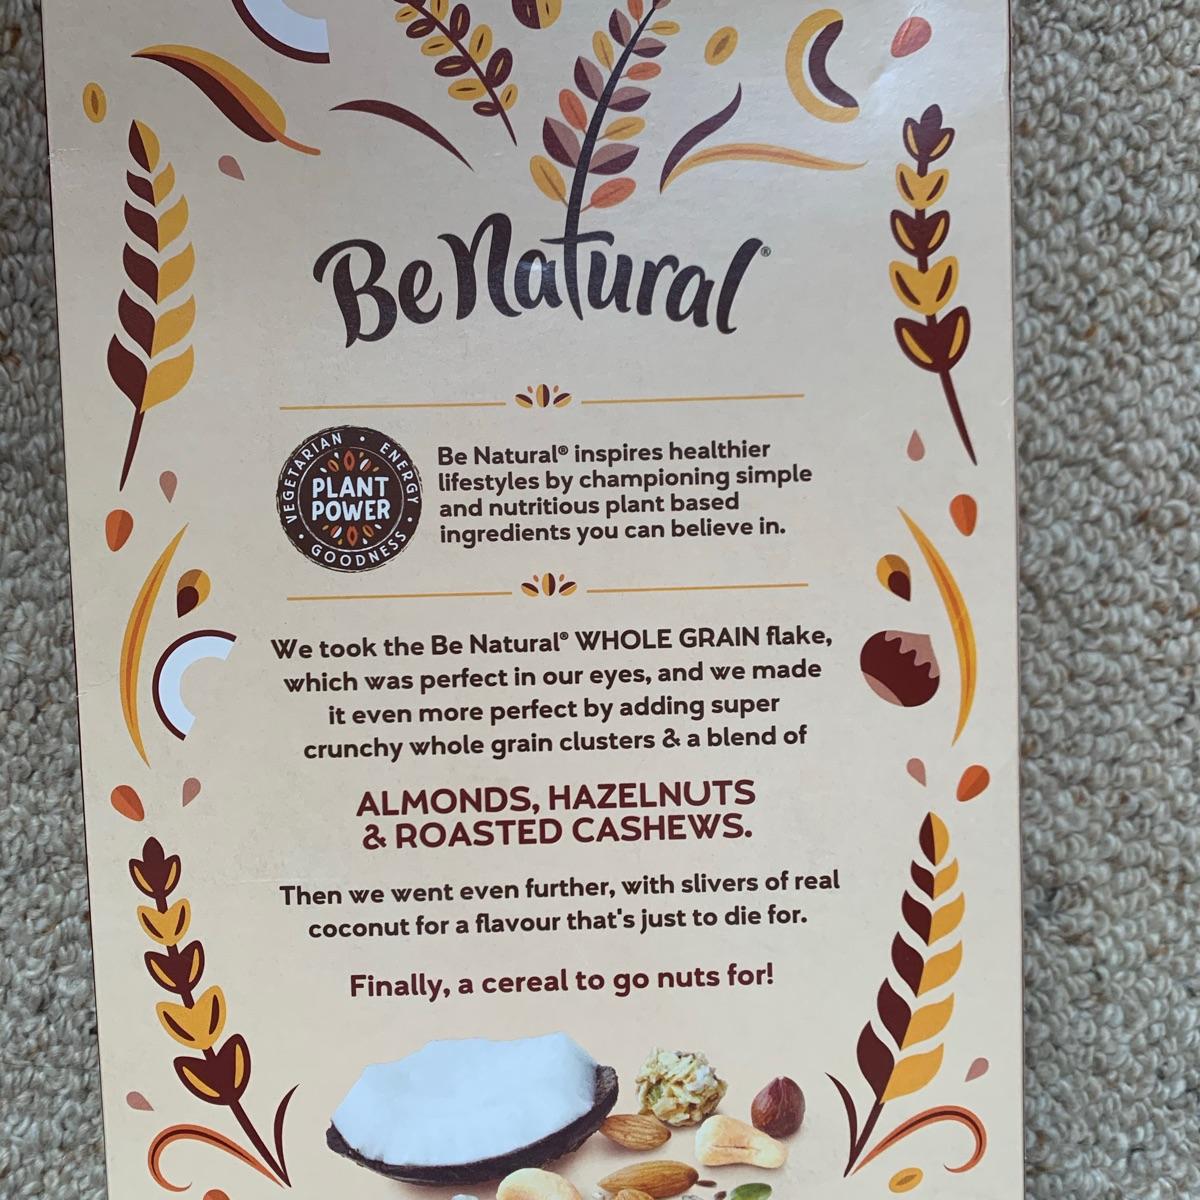 Be Natural®
VEGETARIAN • ENERGY • GOODNESS •
PLANT
POWER
Be Natural® inspires healthier
lifestyles by championing simple
and nutritious plant based
ingredients you can believe in.
We took the Be Natural® WHOLE GRAIN flake,
which was perfect in our eyes, and we made
it even more perfect by adding super
crunchy whole grain clusters & a blend of
ALMONDS, HAZELNUTS
& ROASTED CASHEWS.
Then we went even further, with slivers of real
coconut for a flavour that's just to die for.
Finally, a cereal to go nuts for!